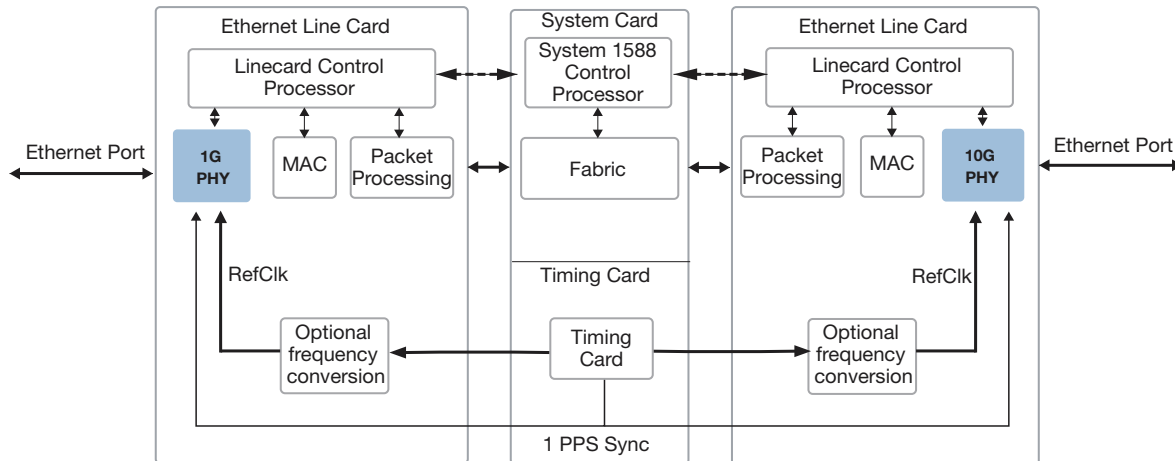 Ethernet Line Card
System Card
Ethernet Line Card
Linecard Control
Processor
System 1588
Control
Processor
Linecard Control
Processor
Ethernet Port
1G
PHY
MAC
Packet
Processing
Fabric
Packet
Processing
MAC
10G
PHY
Ethernet Port
RefClk
Timing Card
RefClk
Optional
frequency
conversion
Timing
Card
Optional
frequency
conversion
1 PPS Sync